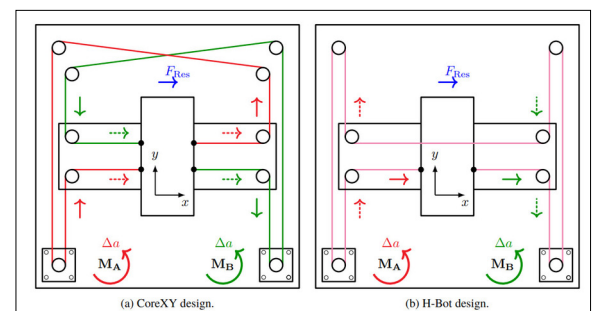 F_Res
F_Res
y
x
y
x
Δa
M_A
Δa
M_B
Δa
M_A
Δa
M_B
(a) CoreXY design.
(b) H-Bot design.